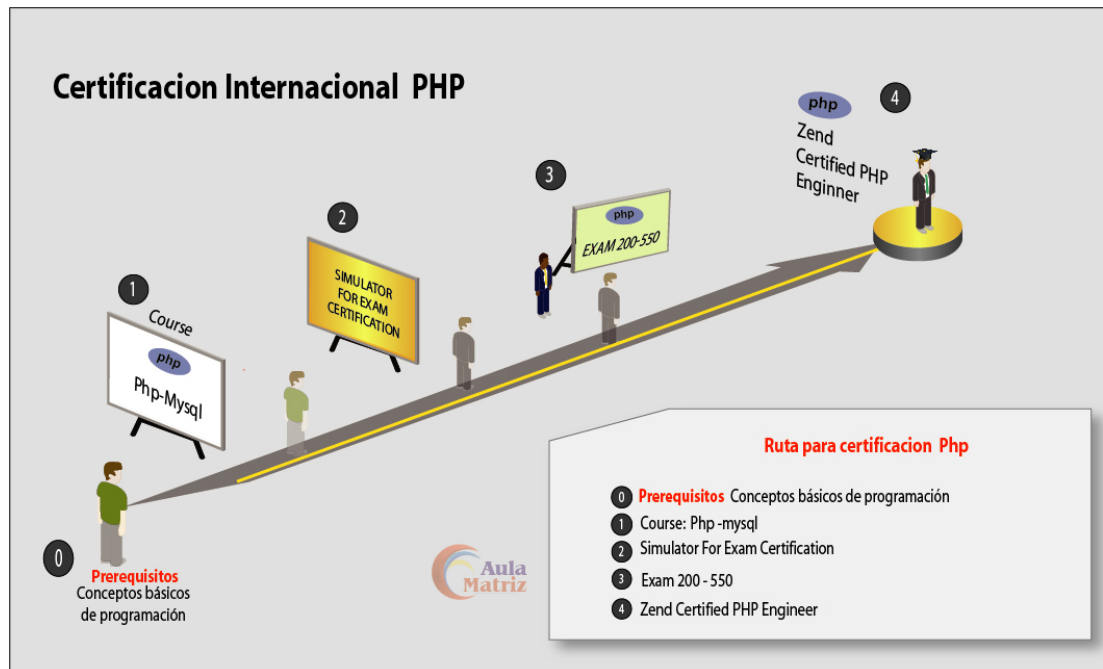 Certificacion Internacional PHP
4
php
Zend
Certified PHP
Enginner
3
php
EXAM 200-550
2
SIMULATOR
FOR EXAM
CERTIFICATION
1
Course
php
Php-Mysql
0
Prerequisitos
Conceptos básicos
de programación
Aula
Matriz
Ruta para certificacion Php
0 Prerequisitos Conceptos básicos de programación
1 Course: Php -mysql
2 Simulator For Exam Certification
3 Exam 200 - 550
4 Zend Certified PHP Engineer